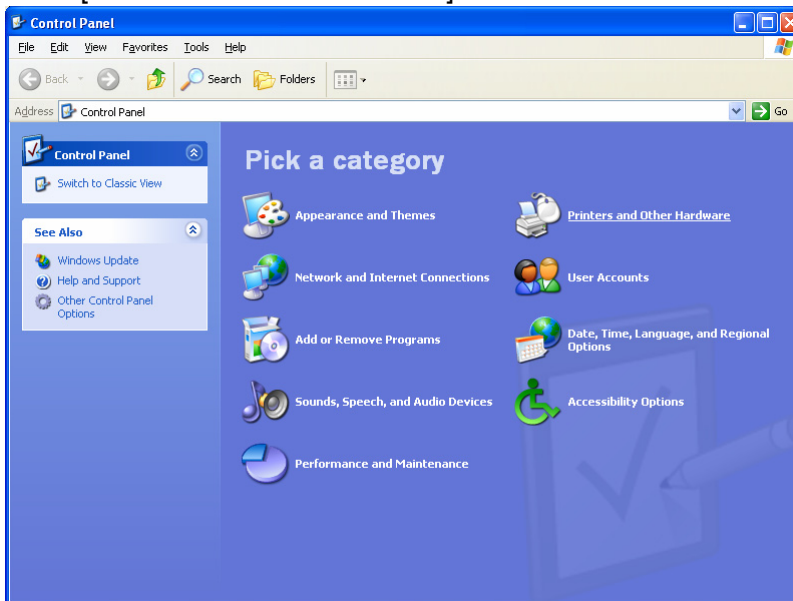 Control Panel
File Edit View Favorites Tools Help
Back Search Folders
Address Control Panel Go
Control Panel
Switch to Classic View
See Also
Windows Update
Help and Support
Other Control Panel
Options
Pick a category
Appearance and Themes
Printers and Other Hardware
Network and Internet Connections
User Accounts
Add or Remove Programs
Date, Time, Language, and Regional
Options
Sounds, Speech, and Audio Devices
Accessibility Options
Performance and Maintenance